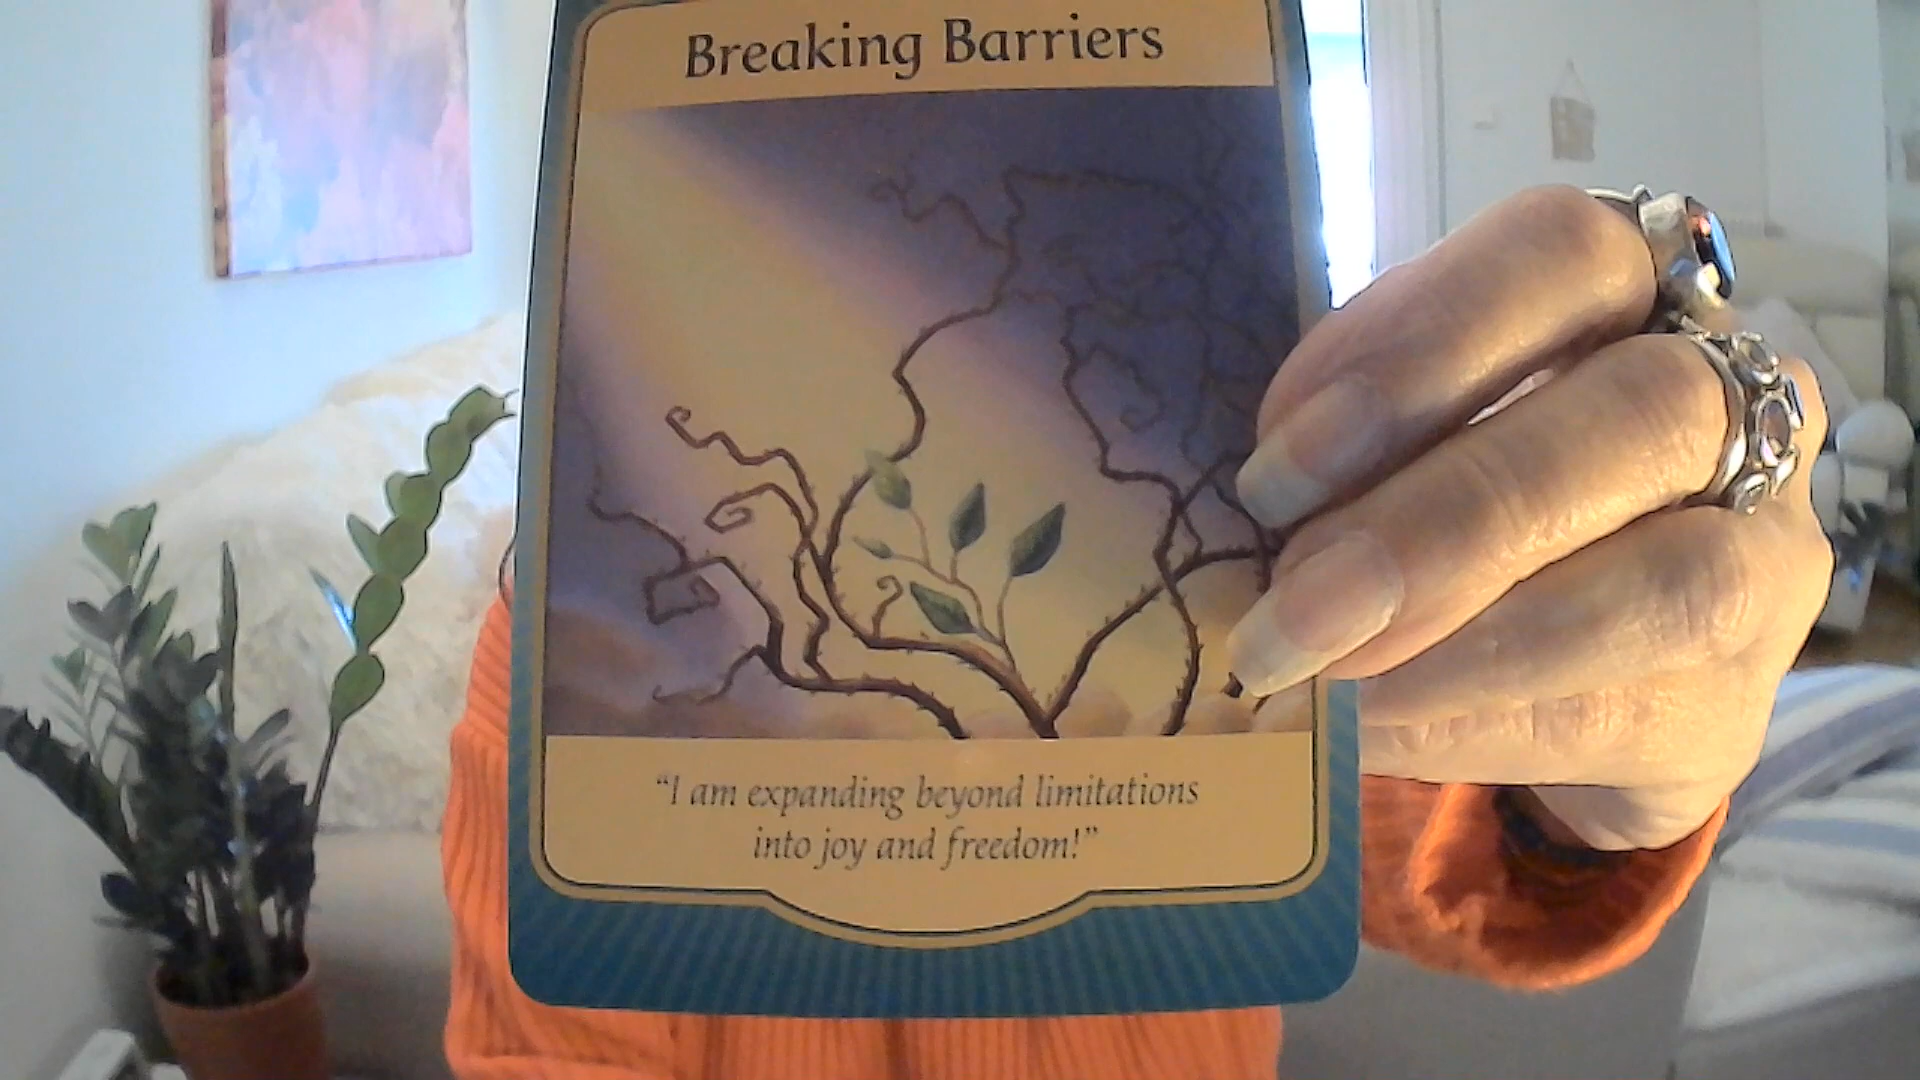 Breaking Barriers
“I am expanding beyond limitations
into joy and freedom!”